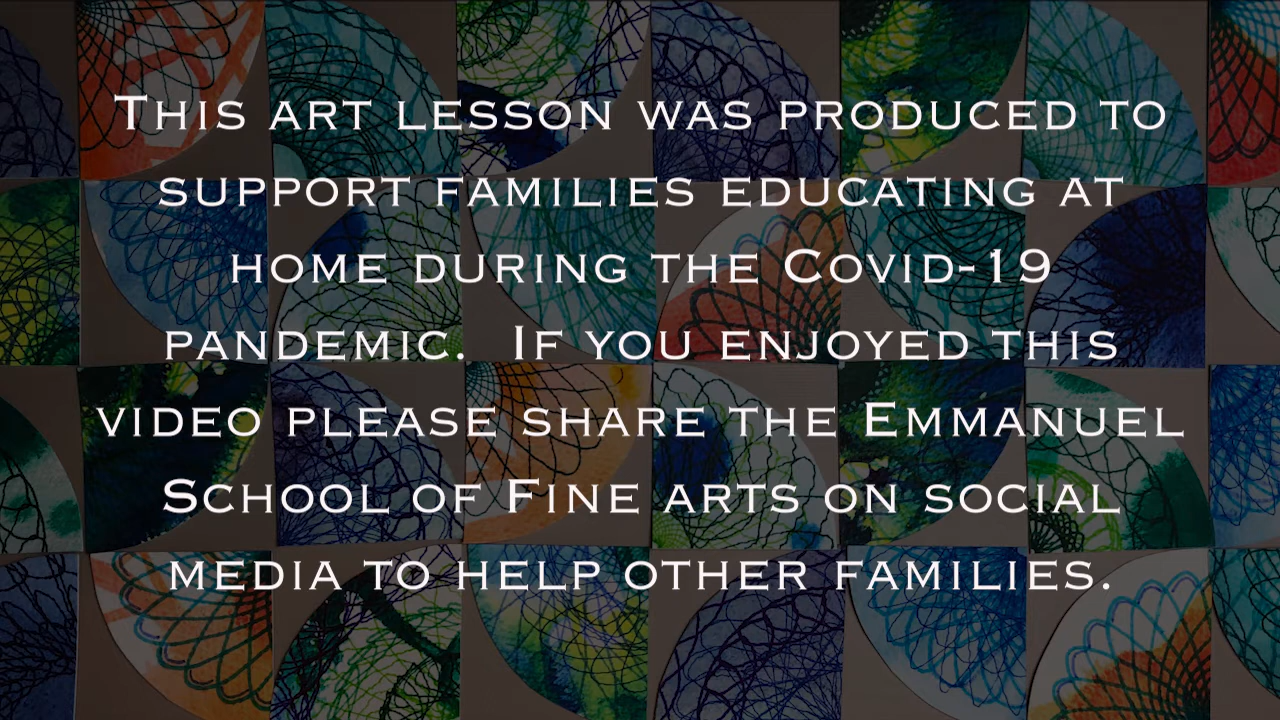 This art lesson was produced to
support families educating at
home during the Covid-19
pandemic.  If you enjoyed this
video please share the Emmanuel
School of Fine arts on social
media to help other families.